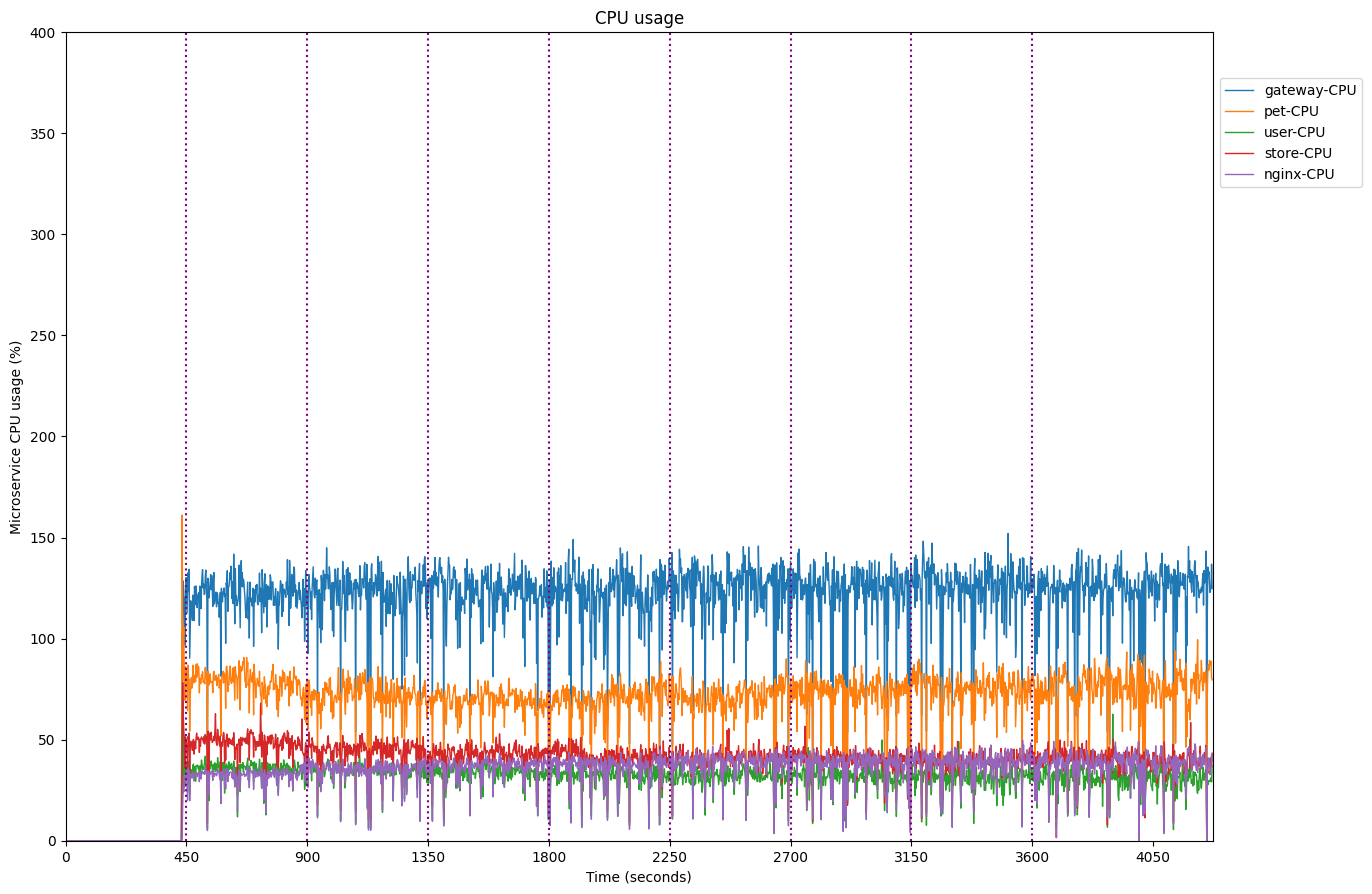 CPU usage
400
350
300
250
200
150
100
50
0
Microservice CPU usage (%)
0 450 900 1350 1800 2250 2700 3150 3600 4050
Time (seconds)
gateway-CPU
pet-CPU
user-CPU
store-CPU
nginx-CPU